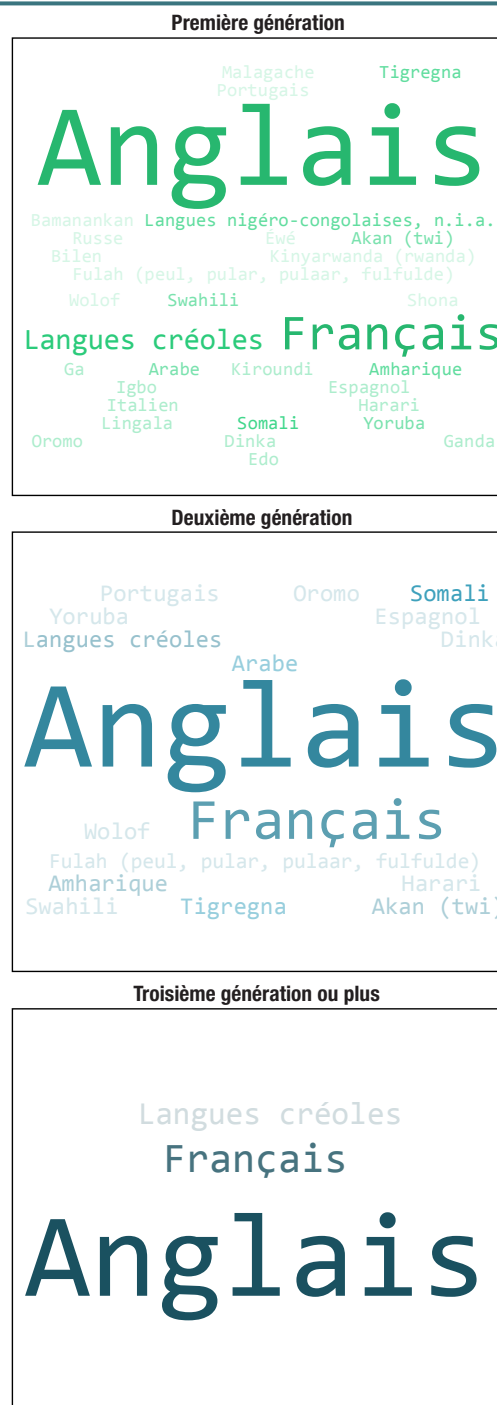 Première génération
Malagache Tigregna
Portugais
Anglais
Bamanankan Langues nigéro-congolaises, n.i.a.
Russe Éwé Akan (twi)
Bilen Kinyarwanda (rwanda)
Fulah (peul, pular, pulaar, fulfulde)
Wolof Swahili Shona
Langues créoles Français
Ga Arabe Kiroundi Amharique
Igbo Espagnol
Italien Harari
Lingala Somali Yoruba
Oromo Dinka Ganda
Edo
Deuxième génération
Portugais Oromo Somali
Yoruba Espagnol
Langues créoles Dinka
Arabe
Anglais
Français
Wolof
Fulah (peul, pular, pulaar, fulfulde)
Amharique Harari
Swahili Tigregna Akan (twi)
Troisième génération ou plus
Langues créoles
Français
Anglais